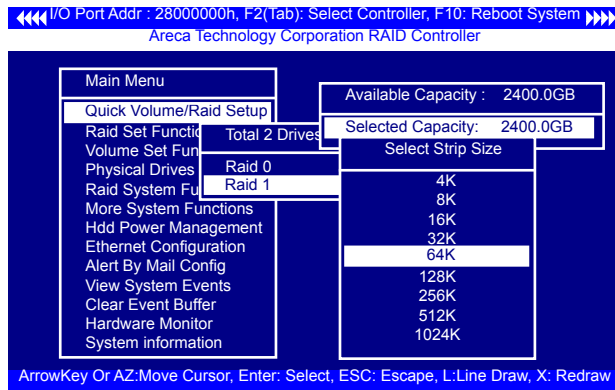 I/O Port Addr : 28000000h, F2(Tab): Select Controller, F10: Reboot System
Areca Technology Corporation RAID Controller
Main Menu
Quick Volume/Raid Setup
Raid Set Functio
Volume Set Fun
Physical Drives
Raid System Fu
More System Functions
Hdd Power Management
Ethernet Configuration
Alert By Mail Config
View System Events
Clear Event Buffer
Hardware Monitor
System information
Total 2 Drives
Raid 0
Raid 1
Available Capacity : 2400.0GB
Selected Capacity: 2400.0GB
Select Strip Size
4K
8K
16K
32K
64K
128K
256K
512K
1024K
ArrowKey Or AZ:Move Cursor, Enter: Select, ESC: Escape, L:Line Draw, X: Redraw